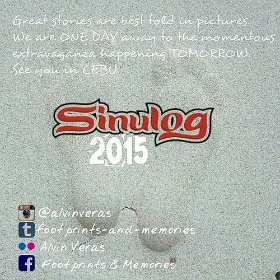 Great stories are best told in pictures.
We are ONE DAY away to the momentous
extravaganza happening TOMORROW.
See you in CEBU.
Sinulog
2015
@alvinveras
footprints-and-memories
Alvin Veras
Footprints & Memories